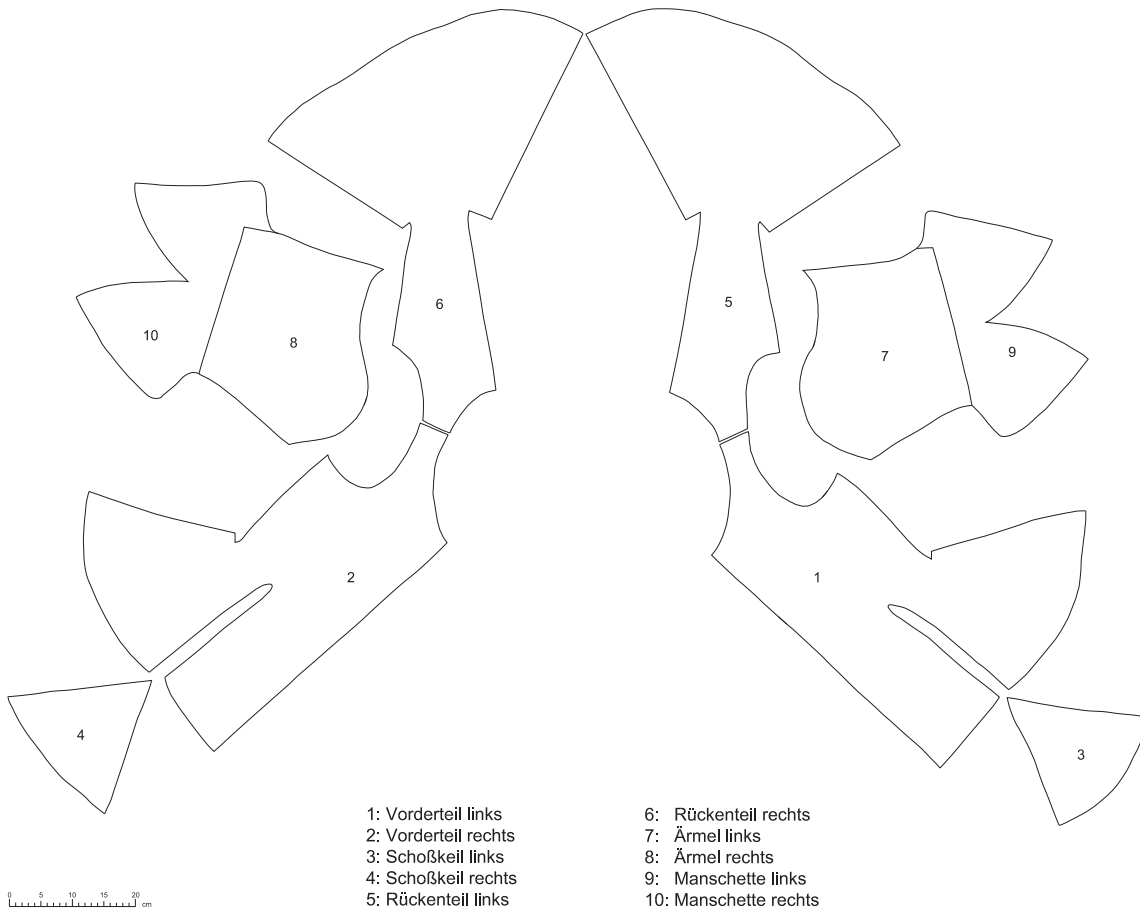 6
5
10
8
7
9
2
1
4
3
1: Vorderteil links
2: Vorderteil rechts
3: Schoßkeil links
4: Schoßkeil rechts
5: Rückenteil links
6: Rückenteil rechts
7: Ärmel links
8: Ärmel rechts
9: Manschette links
10: Manschette rechts
0 5 10 15 20
cm